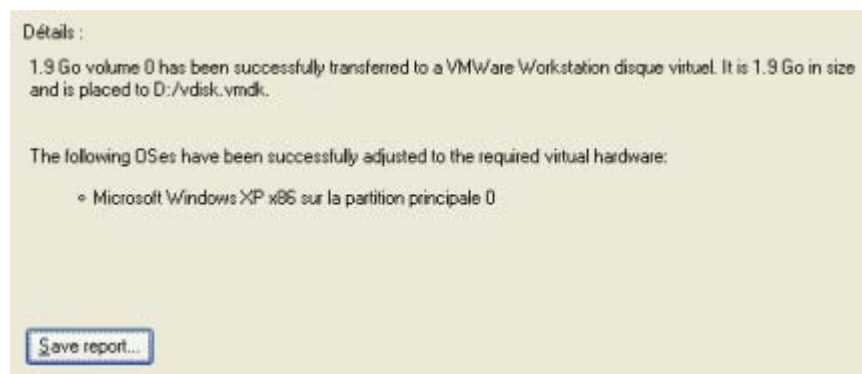 Détails :
1.9 Go volume 0 has been successfully transferred to a VMWare Workstation disque virtuel. It is 1.9 Go in size
and is placed to D:/vdisk.vmdk.
The following OSes have been successfully adjusted to the required virtual hardware:
• Microsoft Windows XP x86 sur la partition principale 0
Save report...